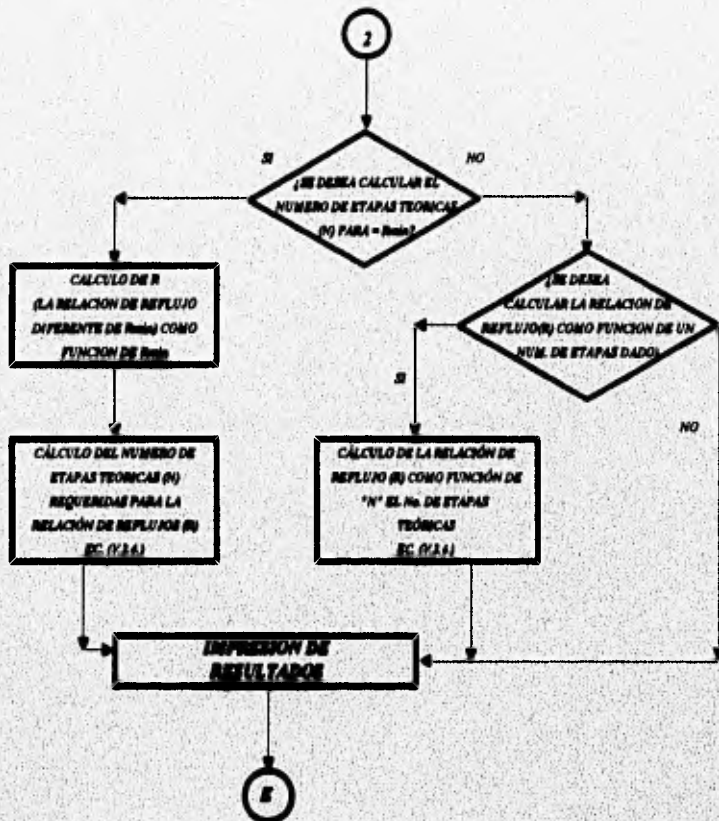 2
SI
NO
¿SE DESEA CALCULAR EL
NUMERO DE ETAPAS TEORICAS
(N) PARA = Rmin?
CALCULO DE R
(LA RELACION DE REFLUJO
DIFERENTE DE Rmin) COMO
FUNCION DE Rmin
¿SE DESEA
CALCULAR LA RELACION DE
REFLUJO(R) COMO FUNCION DE UN
NUM. DE ETAPAS DADO)
SI
NO
CÁLCULO DEL NUMERO DE
ETAPAS TEORICAS (N)
REQUERIDAS PARA LA
RELACIÓN DE REFLUJOS (R)
EC. (V.3.6.)
CÁLCULO DE LA RELACIÓN DE
REFLUJO (R) COMO FUNCIÓN DE
"N" EL No. DE ETAPAS
TEÓRICAS
EC. (V.3.6.)
IMPRESION DE
RESULTADOS
E